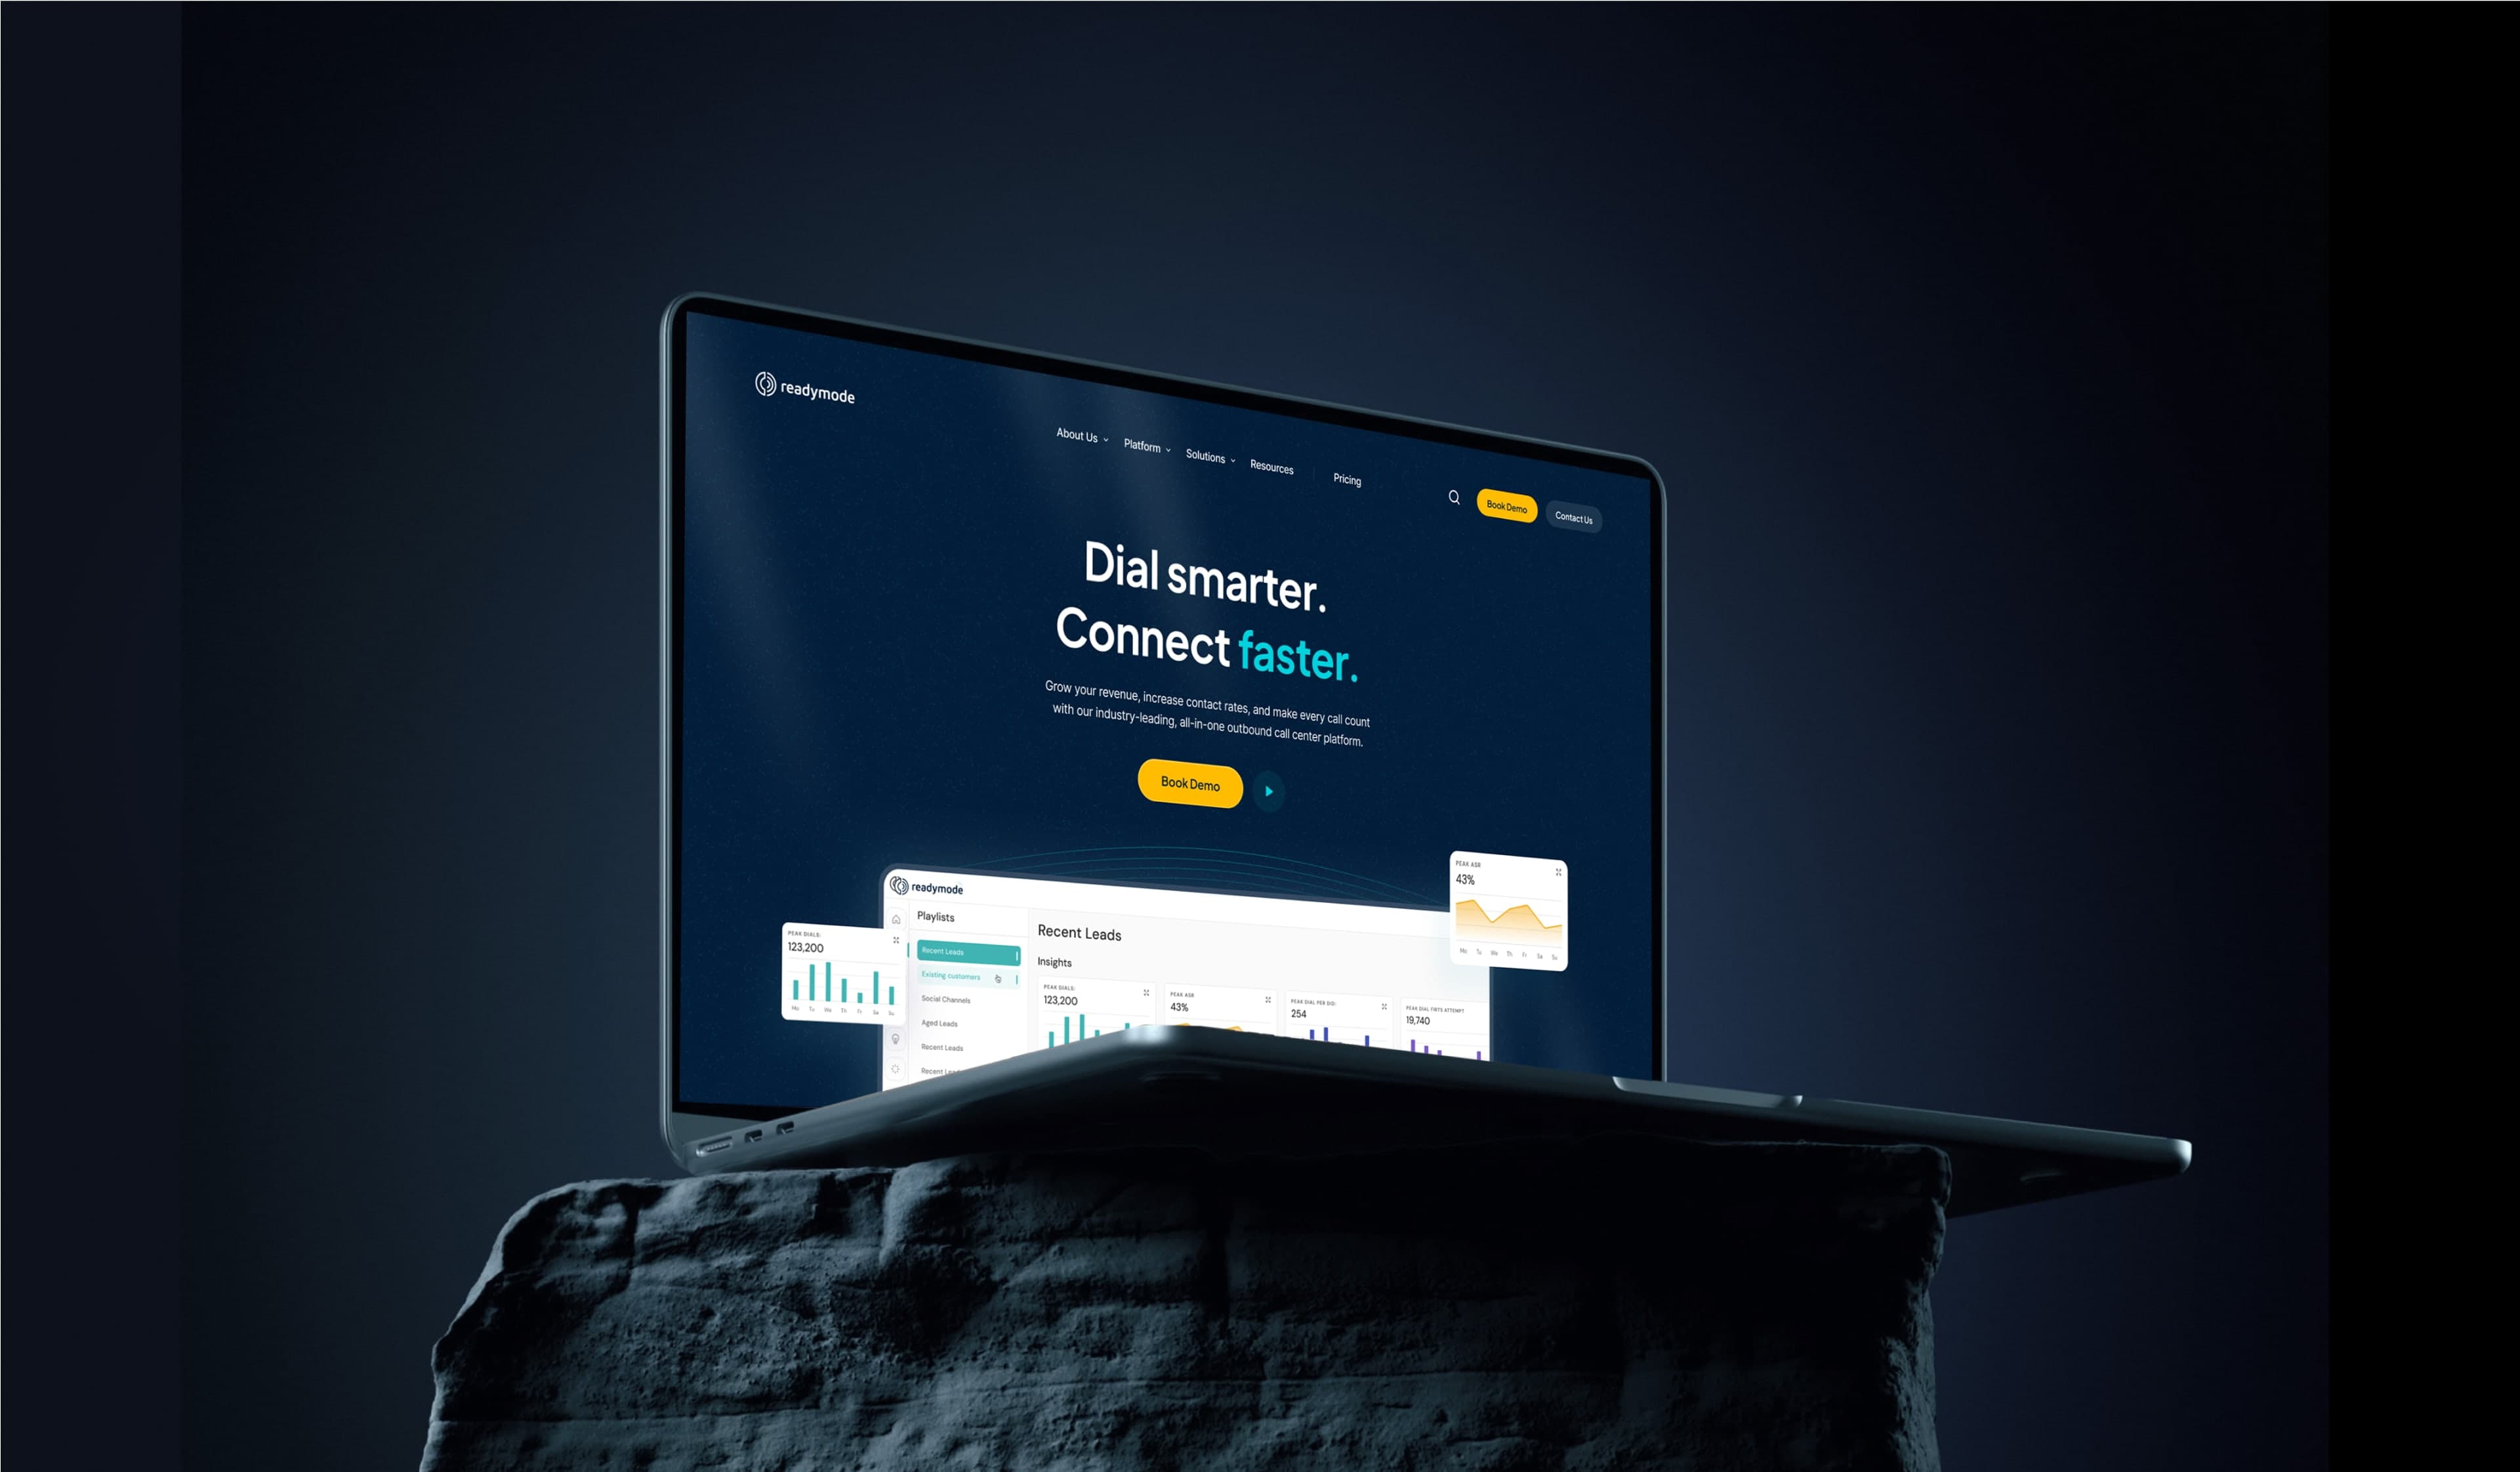 readymode
About Us
Platform
Solutions
Resources
Pricing
Book Demo
Contact Us
Dial smarter.
Connect faster.
Grow your revenue, increase contact rates, and make every call count
with our industry-leading, all-in-one outbound call center platform.
Book Demo
PEAK ASR
43%
Mo Tu We Th Fr Sa Su
readymode
PEAK DIALS:
123,200
Mo Tu We Th Fr Sa Su
Playlists
Recent Leads
Existing customers
Social Channels
Aged Leads
Recent Leads
Recent
Recent Leads
Insights
PEAK DIALS:
123,200
PEAK ASR
43%
PEAK DIAL PER DID:
254
PEAK DIAL FIRTS ATTEMPT
19,740